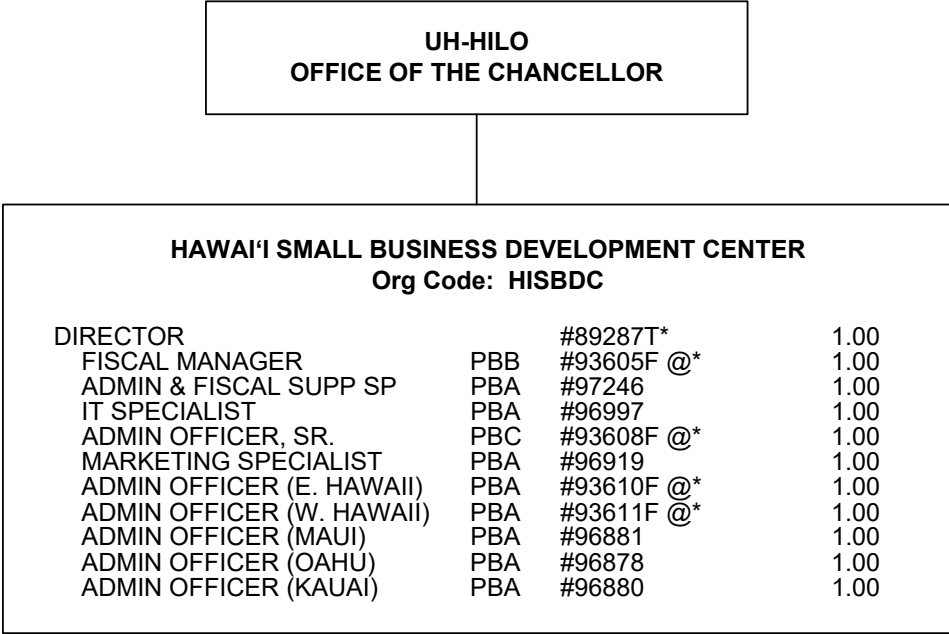 UH-HILO
OFFICE OF THE CHANCELLOR
HAWAI‘I SMALL BUSINESS DEVELOPMENT CENTER
Org Code: HISBDC
DIRECTOR #89287T* 1.00
FISCAL MANAGER PBB #93605F @* 1.00
ADMIN & FISCAL SUPP SP PBA #97246 1.00
IT SPECIALIST PBA #96997 1.00
ADMIN OFFICER, SR. PBC #93608F @* 1.00
MARKETING SPECIALIST PBA #96919 1.00
ADMIN OFFICER (E. HAWAII) PBA #93610F @* 1.00
ADMIN OFFICER (W. HAWAII) PBA #93611F @* 1.00
ADMIN OFFICER (MAUI) PBA #96881 1.00
ADMIN OFFICER (OAHU) PBA #96878 1.00
ADMIN OFFICER (KAUAI) PBA #96880 1.00